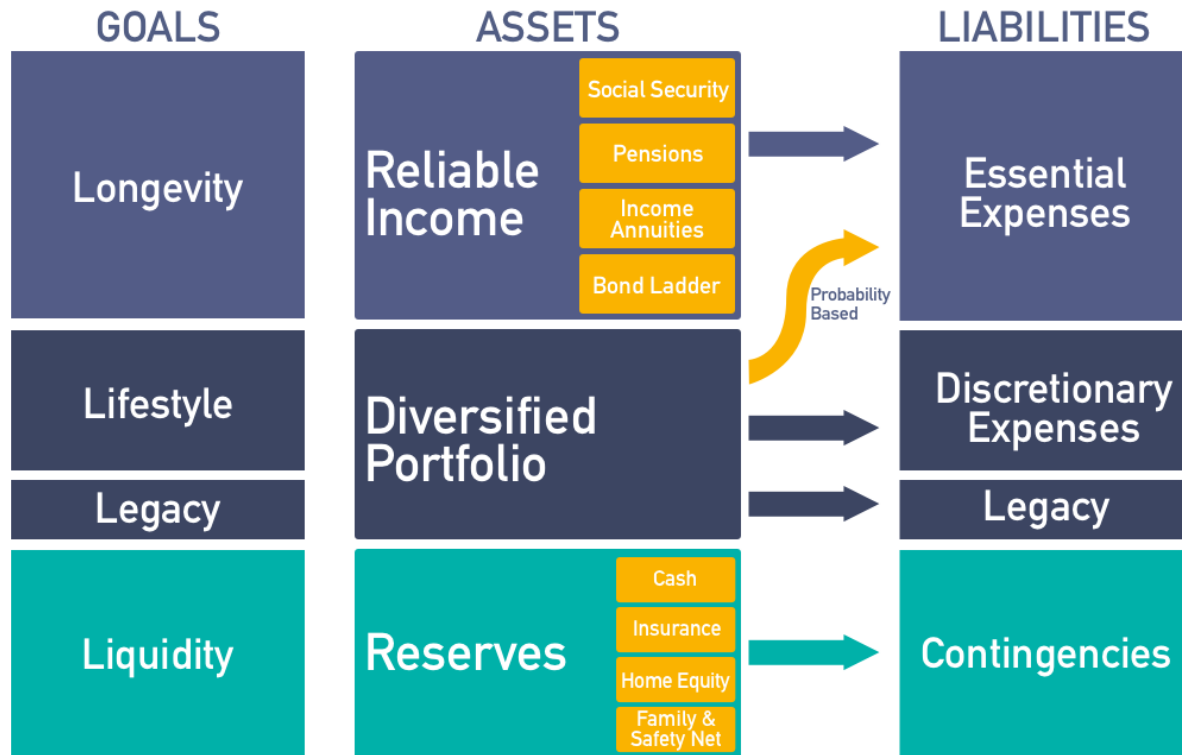 GOALS
ASSETS
LIABILITIES
Longevity
Reliable
Income
Social Security
Pensions
Income
Annuities
Bond Ladder
Essential
Expenses
Probability
Based
Lifestyle
Diversified
Portfolio
Discretionary
Expenses
Legacy
Legacy
Liquidity
Reserves
Cash
Insurance
Home Equity
Family &
Safety Net
Contingencies